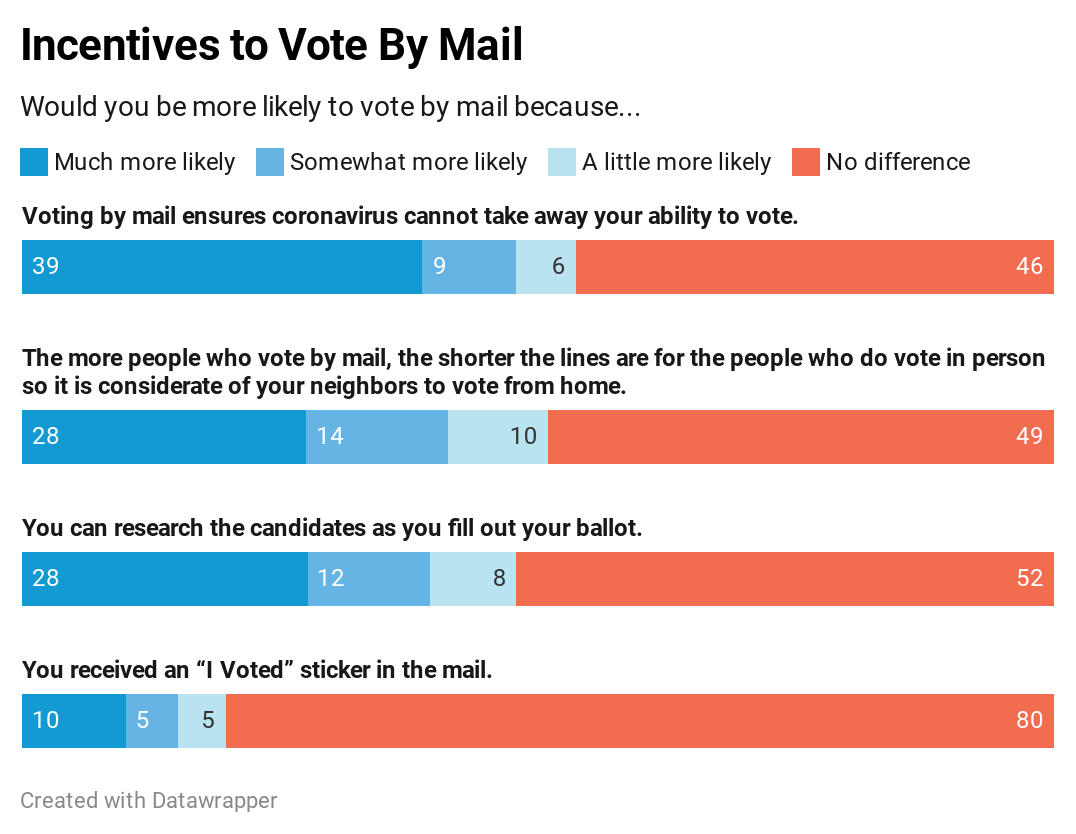 Incentives to Vote By Mail
Would you be more likely to vote by mail because...
Much more likely Somewhat more likely A little more likely No difference
Voting by mail ensures coronavirus cannot take away your ability to vote.
39 9 6 46
The more people who vote by mail, the shorter the lines are for the people who do vote in person
so it is considerate of your neighbors to vote from home.
28 14 10 49
You can research the candidates as you fill out your ballot.
28 12 8 52
You received an “I Voted” sticker in the mail.
10 5 5 80
Created with Datawrapper